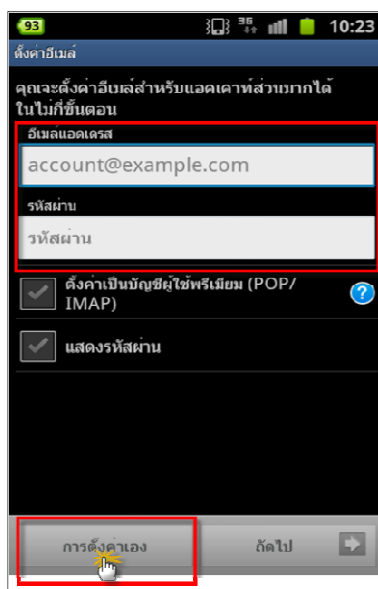 93
3G
10:23
ตั้งค่าอีเมล์
คุณจะตั้งค่าอีเมล์สำหรับแอคเคาท์ส่วนมากได้
ในไม่กี่ขั้นตอน
อีเมลแอดเดรส
account@example.com
รหัสผ่าน
รหัสผ่าน
ตั้งค่าเป็นบัญชีผู้ใช้พรีเมียม (POP/
IMAP)
?
แสดงรหัสผ่าน
การตั้งค่าเอง
ถัดไป